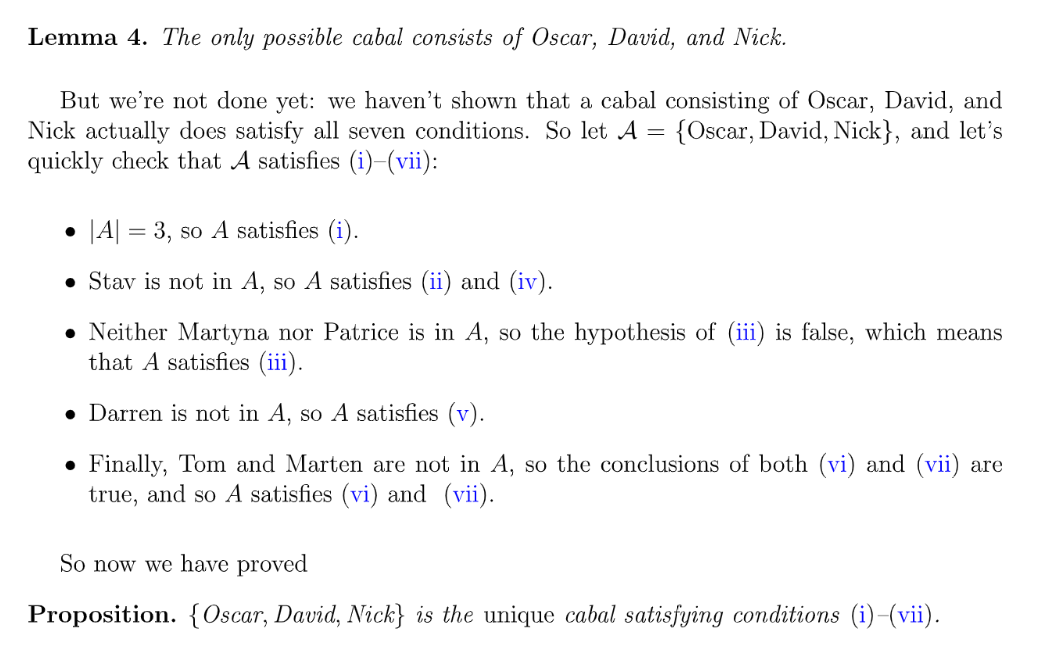 Lemma 4. The only possible cabal consists of Oscar, David, and Nick.
But we're not done yet: we haven't shown that a cabal consisting of Oscar, David, and
Nick actually does satisfy all seven conditions. So let 𝒜 = {Oscar, David, Nick}, and let's
quickly check that 𝒜 satisfies (i)–(vii):
• |A| = 3, so A satisfies (i).
• Stav is not in A, so A satisfies (ii) and (iv).
• Neither Martyna nor Patrice is in A, so the hypothesis of (iii) is false, which means
that A satisfies (iii).
• Darren is not in A, so A satisfies (v).
• Finally, Tom and Marten are not in A, so the conclusions of both (vi) and (vii) are
true, and so A satisfies (vi) and (vii).
So now we have proved
Proposition. {Oscar, David, Nick} is the unique cabal satisfying conditions (i)–(vii).